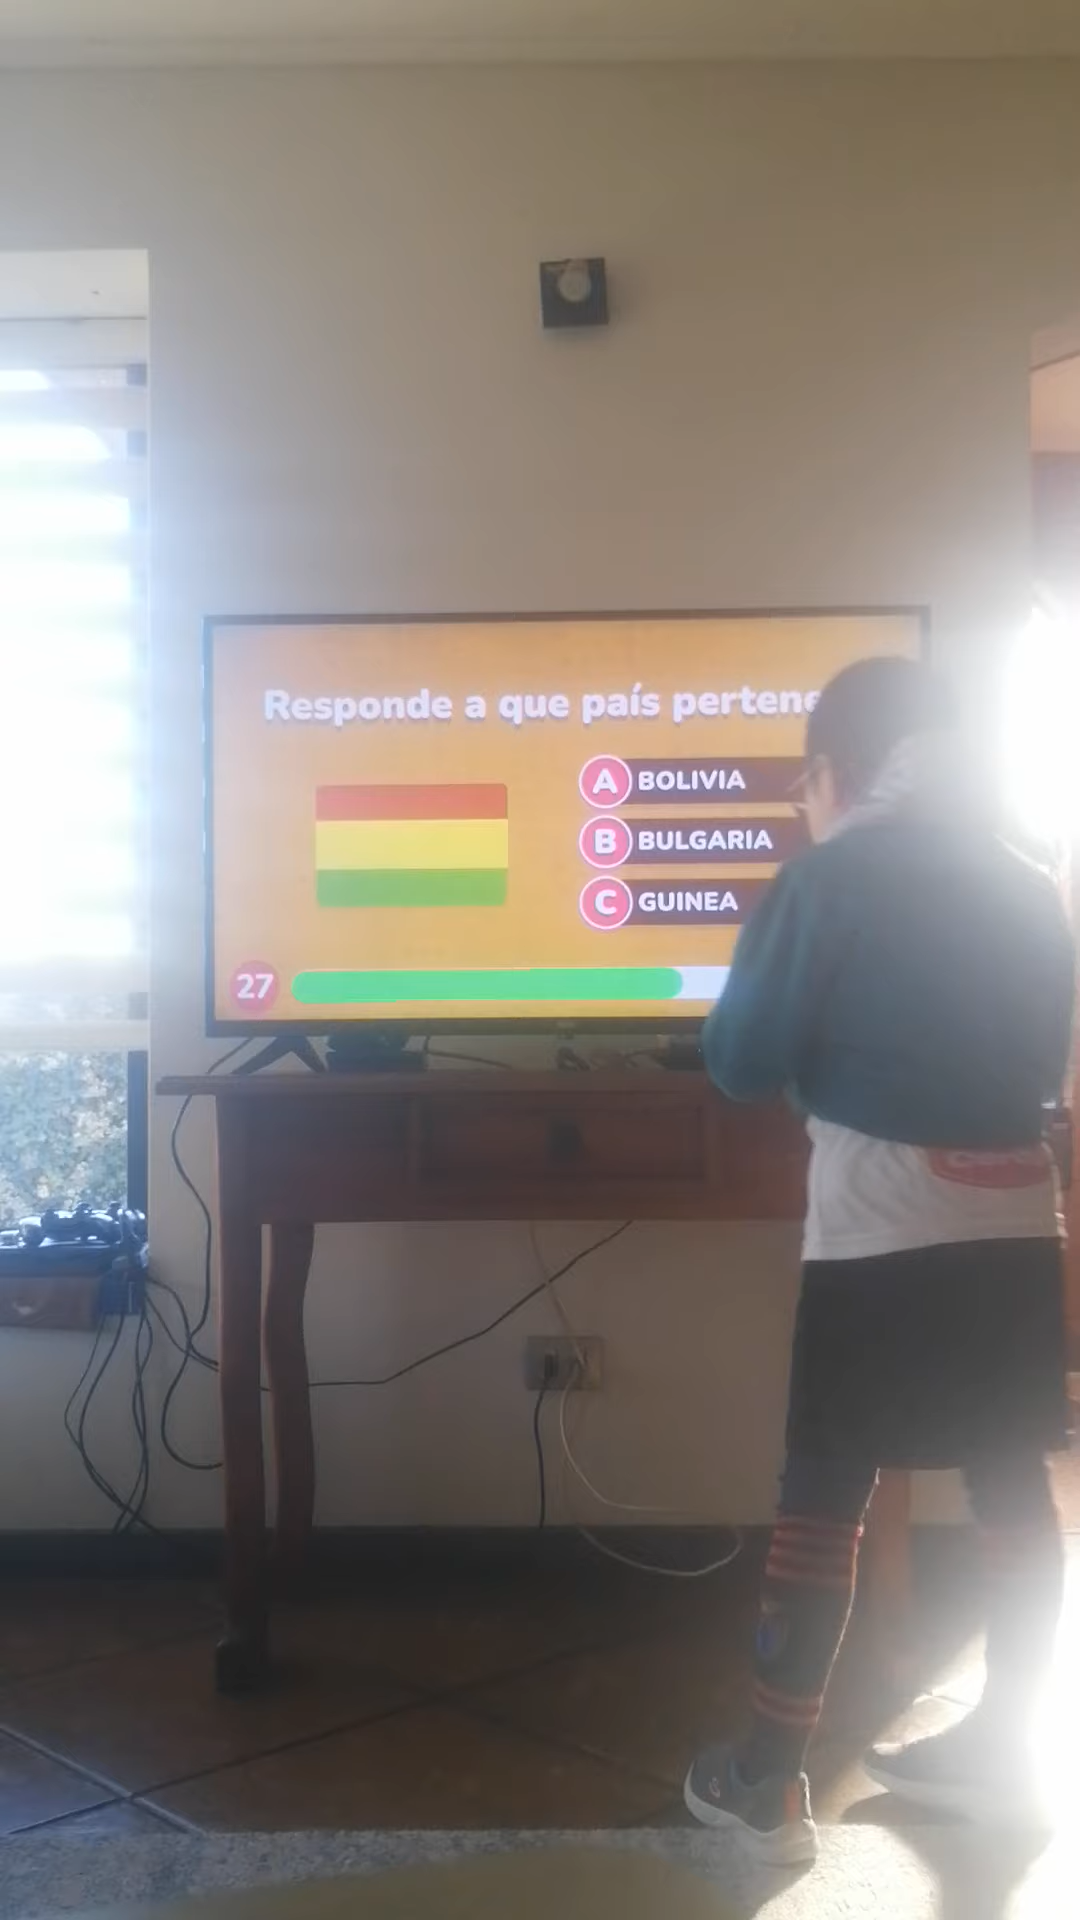 Responde a que país pertene
A BOLIVIA
B BULGARIA
C GUINEA
27